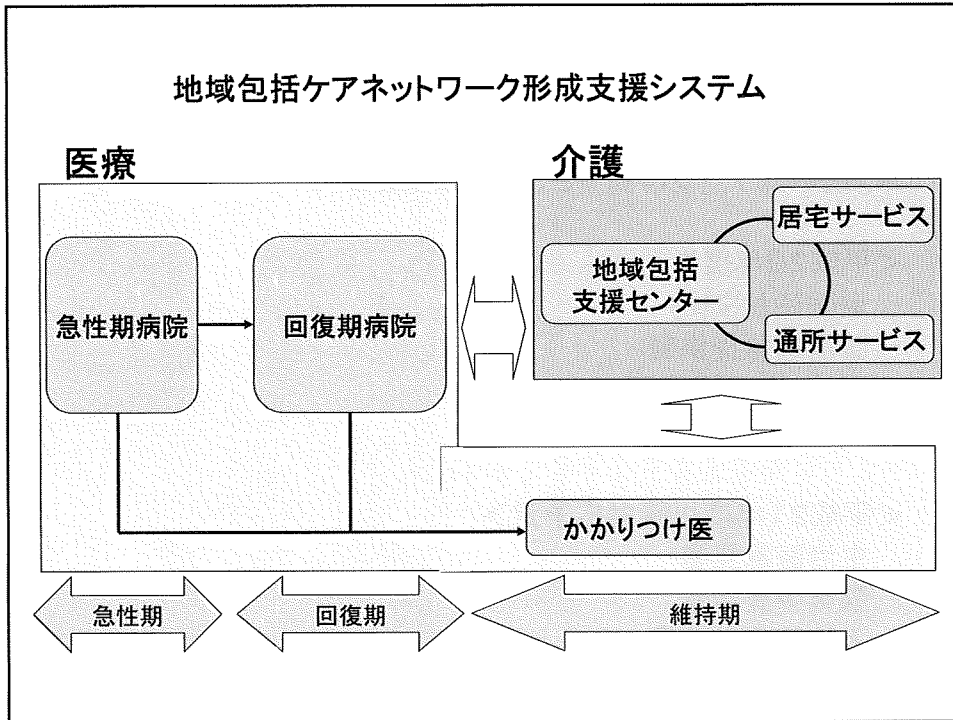 地域包括ケアネットワーク形成支援システム
医療
介護
急性期病院
回復期病院
地域包括
支援センター
居宅サービス
通所サービス
かかりつけ医
急性期
回復期
維持期